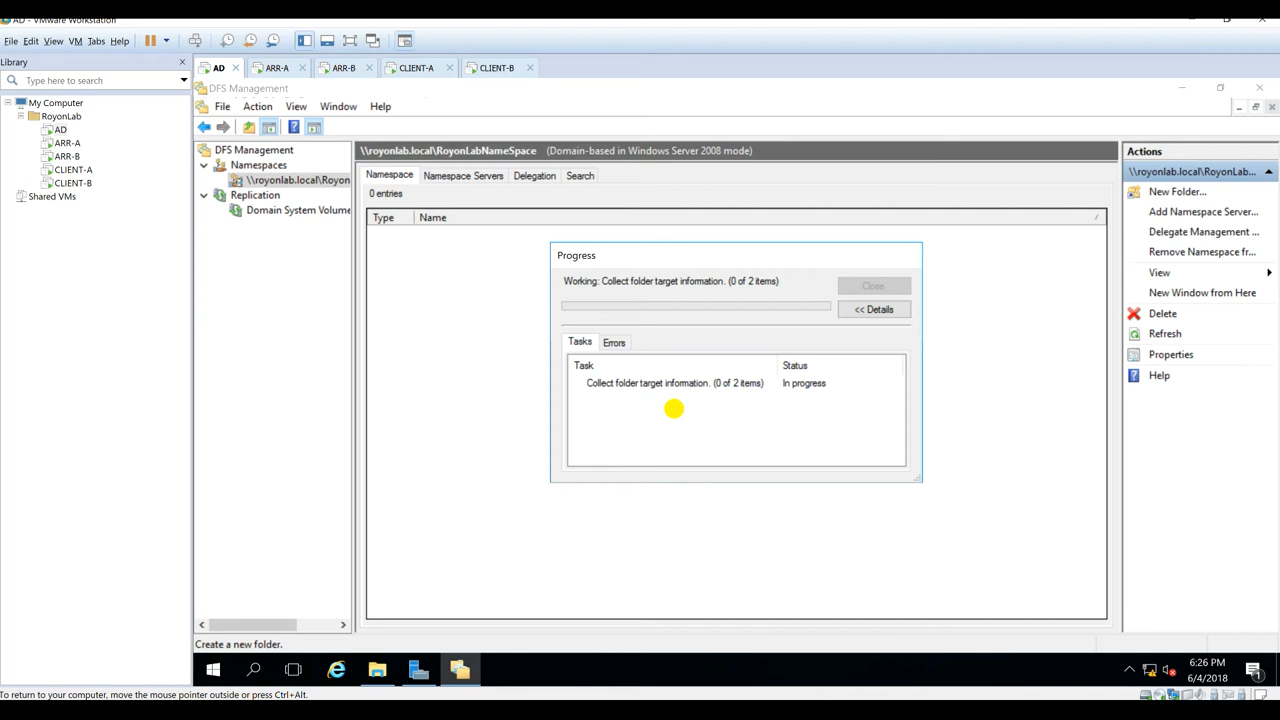 AD - VMware Workstation
File Edit View VM Tabs Help
Library
Type here to search
My Computer
RoyonLab
AD
ARR-A
ARR-B
CLIENT-A
CLIENT-B
Shared VMs
AD ARR-A ARR-B CLIENT-A CLIENT-B
DFS Management
File Action View Window Help
DFS Management
Namespaces
\\royonlab.local\Royon
Replication
Domain System Volume
\\royonlab.local\RoyonLabNameSpace (Domain-based in Windows Server 2008 mode)
Namespace Namespace Servers Delegation Search
0 entries
Type Name
Progress
Working: Collect folder target information. (0 of 2 items)
Close
<< Details
Tasks Errors
Task Status
Collect folder target information. (0 of 2 items) In progress
Actions
\\royonlab.local\RoyonLab...
New Folder...
Add Namespace Server...
Delegate Management ...
Remove Namespace fr...
View
New Window from Here
Delete
Refresh
Properties
Help
Create a new folder.
6:26 PM
6/4/2018
1
To return to your computer, move the mouse pointer outside or press Ctrl+Alt.